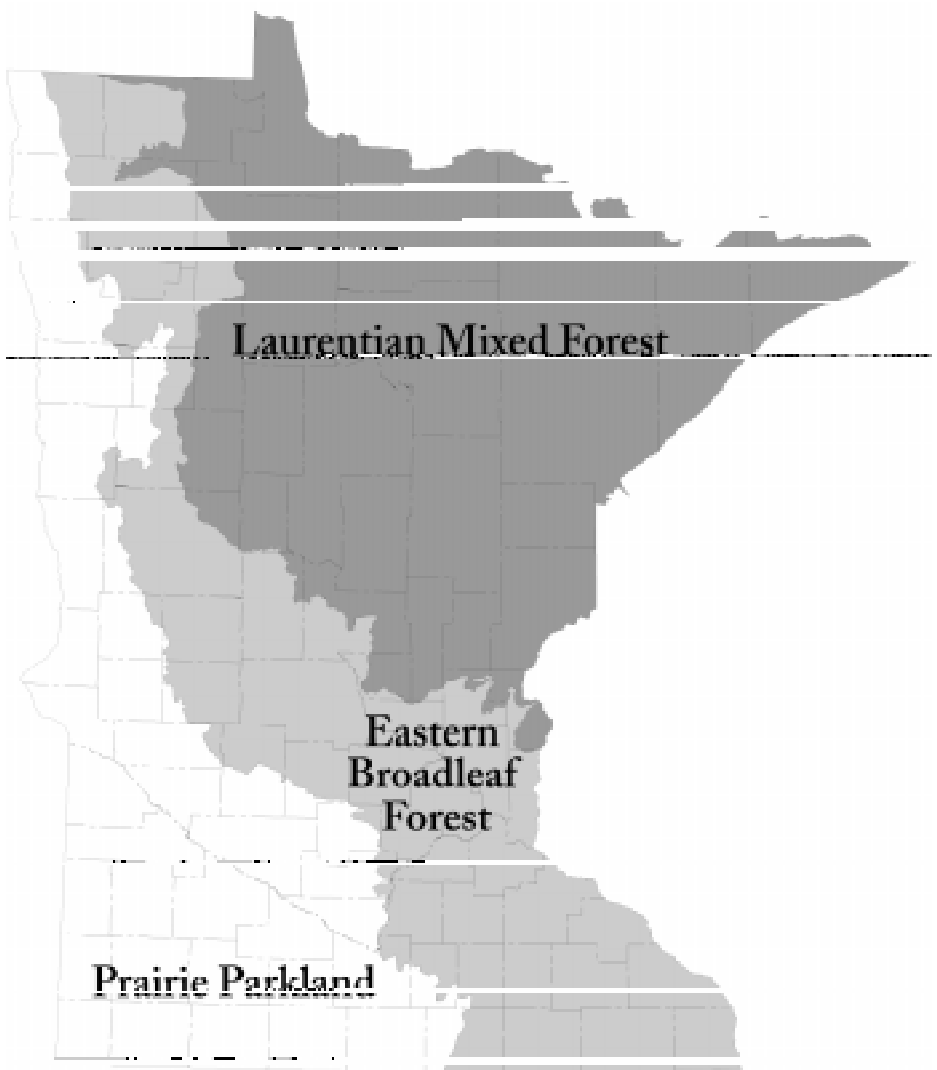 Laurentian Mixed Forest
Eastern
Broadleaf
Forest
Prairie Parkland